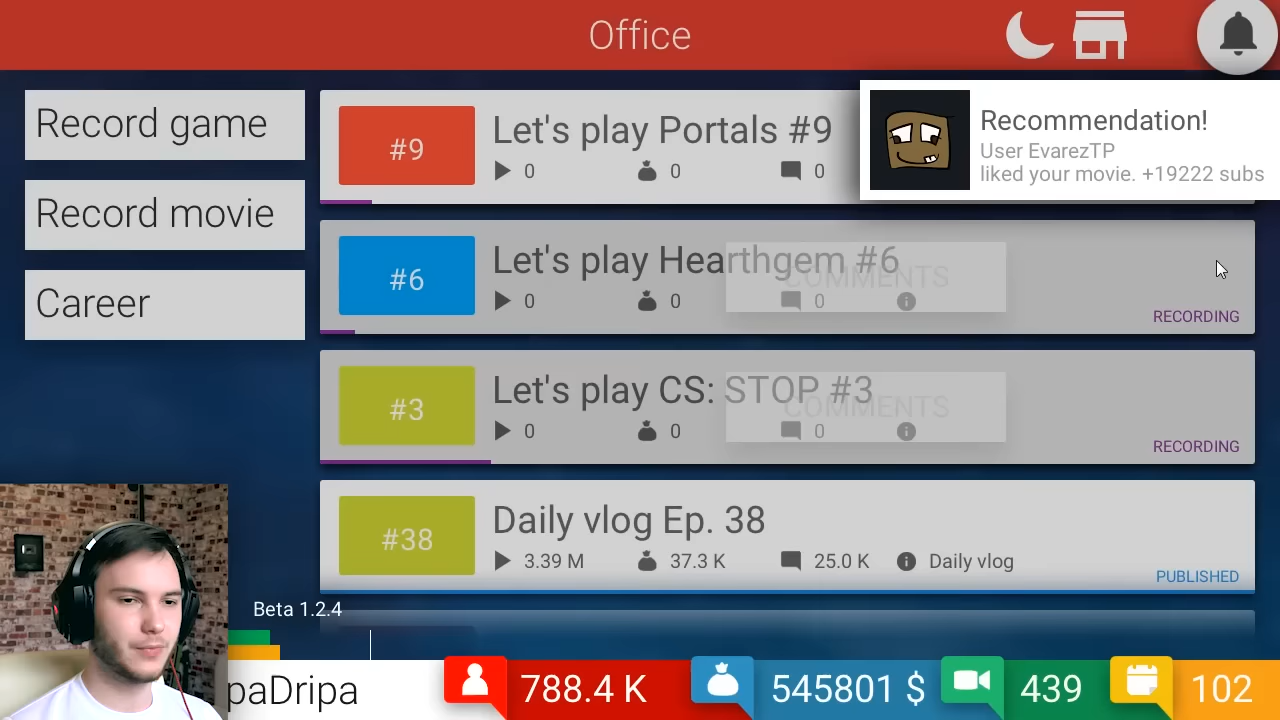 Office
Record game
Record movie
Career
#9
Let's play Portals #9
0
0
0
Recommendation!
User EvarezTP
liked your movie. +19222 subs
#6
Let's play Hearthgem #6
COMMENTS
0
0
0
RECORDING
#3
Let's play CS: STOP #3
COMMENTS
0
0
0
RECORDING
#38
Daily vlog Ep. 38
3.39 M
37.3 K
25.0 K
Daily vlog
PUBLISHED
Beta 1.2.4
paDripa
788.4 K
545801 $
439
102